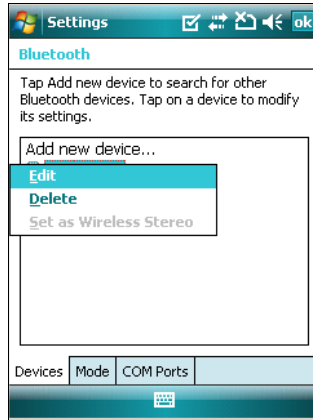 Settings
ok
Bluetooth
Tap Add new device to search for other
Bluetooth devices. Tap on a device to modify
its settings.
Add new device...
Edit
Delete
Set as Wireless Stereo
Devices Mode COM Ports